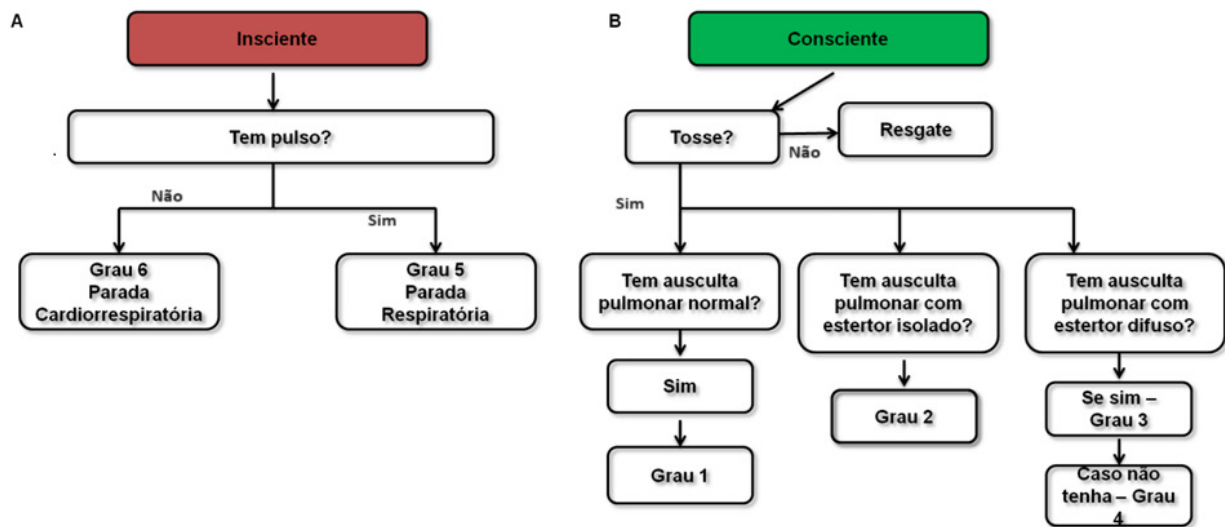 A
Insciente
Tem pulso?
.
Não
Sim
Grau 6
Parada
Cardiorrespiratória
Grau 5
Parada
Respiratória
B
Consciente
Tosse?
Não
Resgate
Sim
Tem ausculta
pulmonar normal?
Sim
Grau 1
Tem ausculta
pulmonar com
estertor isolado?
Grau 2
Tem ausculta
pulmonar com
estertor difuso?
Se sim –
Grau 3
Caso não
tenha – Grau
4